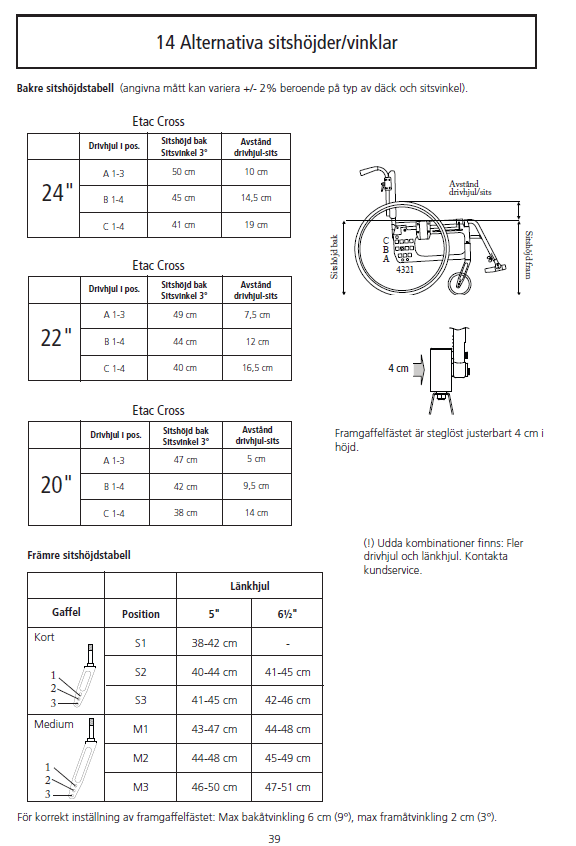 14 Alternativa sitshöjder/vinklar
Bakre sitshöjdstabell (angivna mått kan variera +/- 2% beroende på typ av däck och sitsvinkel).
Etac Cross
24"
Drivhjul i pos. Sitshöjd bak Avstånd
Sitsvinkel 3° drivhjul-sits
A 1-3 50 cm 10 cm
B 1-4 45 cm 14,5 cm
C 1-4 41 cm 19 cm
Etac Cross
22"
Drivhjul i pos. Sitshöjd bak Avstånd
Sitsvinkel 3° drivhjul-sits
A 1-3 49 cm 7,5 cm
B 1-4 44 cm 12 cm
C 1-4 40 cm 16,5 cm
Etac Cross
20"
Drivhjul i pos. Sitshöjd bak Avstånd
Sitsvinkel 3° drivhjul-sits
A 1-3 47 cm 5 cm
B 1-4 42 cm 9,5 cm
C 1-4 38 cm 14 cm
Avstånd
drivhjul/sits
Sitshöjd bak
Sitshöjd fram
C
B
A
4321
4 cm
Framgaffelfästet är steglöst justerbart 4 cm i
höjd.
(!) Udda kombinationer finns: Fler
drivhjul och länkhjul. Kontakta
kundservice.
Främre sitshöjdstabell
Länkhjul
Gaffel Position 5" 6½"
Kort
1
2
3
S1 38-42 cm -
S2 40-44 cm 41-45 cm
S3 41-45 cm 42-46 cm
Medium
1
2
3
M1 43-47 cm 44-48 cm
M2 44-48 cm 45-49 cm
M3 46-50 cm 47-51 cm
För korrekt inställning av framgaffelfästet: Max bakåtvinkling 6 cm (9°), max framåtvinkling 2 cm (3°).
39